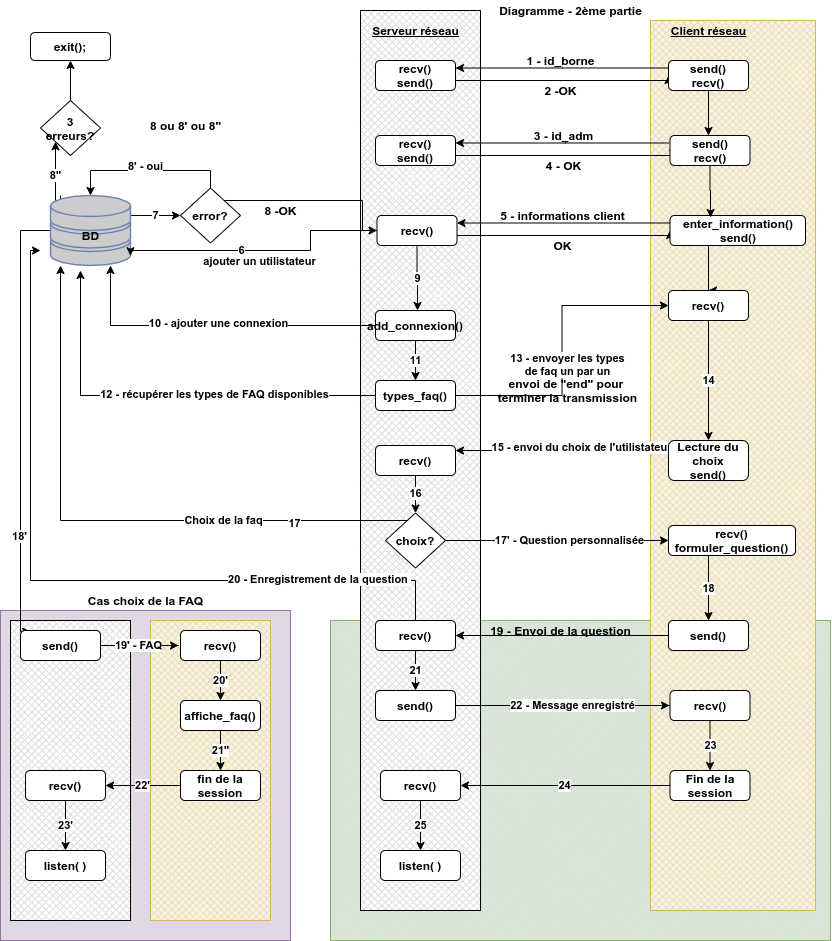 Diagramme - 2ème partie
Serveur réseau
Client réseau
exit();
recv()
send()
1 - id_borne
2 -OK
send()
recv()
3
erreurs?
8 ou 8' ou 8"
recv()
send()
3 - id_adm
4 - OK
send()
recv()
8"
8' - oui
BD
7
error?
8 -OK
6
ajouter un utilistateur
recv()
5 - informations client
OK
enter_information()
send()
9
recv()
10 - ajouter une connexion
add_connexion()
11
13 - envoyer les types
de faq un par un
envoi de "end" pour
terminer la transmission
14
12 - récupérer les types de FAQ disponibles
types_faq()
recv()
15 - envoi du choix de l'utilistateu
Lecture du
choix
send()
16
Choix de la faq
17
choix?
17' - Question personnalisée
recv()
formuler_question()
18'
20 - Enregistrement de la question
18
Cas choix de la FAQ
send()
19' - FAQ
recv()
recv()
19 - Envoi de la question
send()
20'
21
affiche_faq()
send()
22 - Message enregistré
recv()
21"
23
recv()
22'
fin de la
session
recv()
24
Fin de la
session
23'
25
listen( )
listen( )